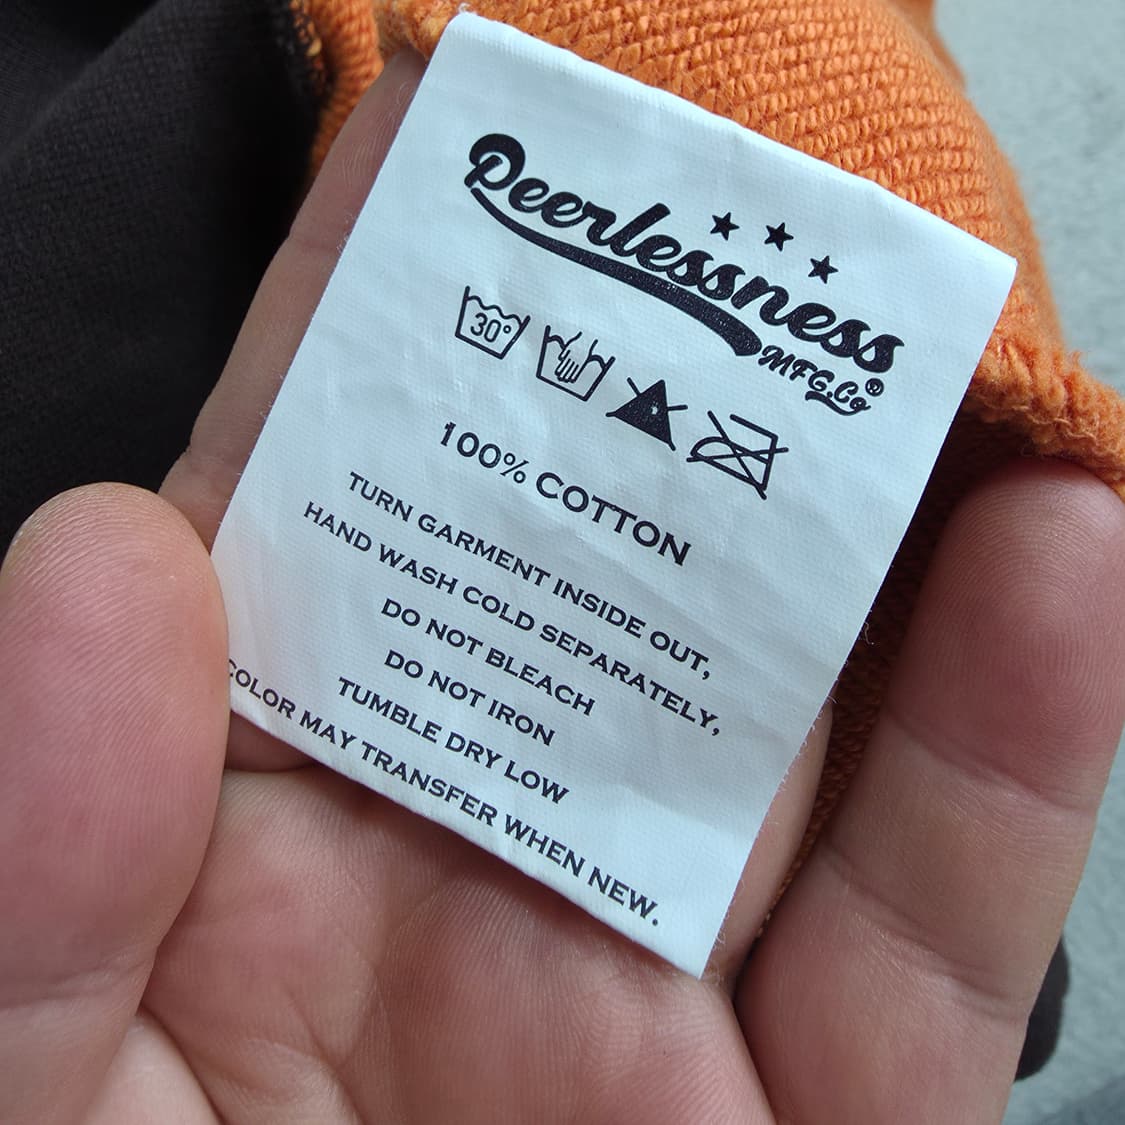 Peerlessness
MFG.Co®
30°
100% COTTON
TURN GARMENT INSIDE OUT,
HAND WASH COLD SEPARATELY,
DO NOT BLEACH
DO NOT IRON
TUMBLE DRY LOW
COLOR MAY TRANSFER WHEN NEW.